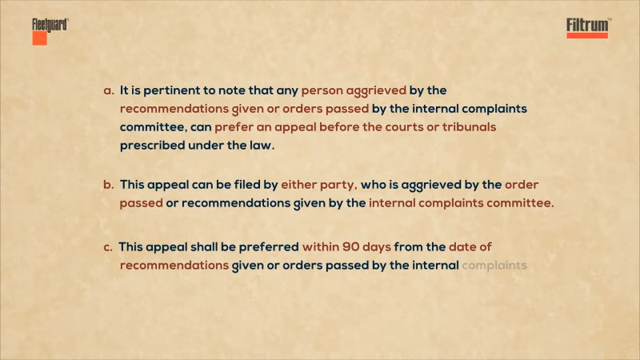 Fleetguard
Filtrum
a. It is pertinent to note that any person aggrieved by the
recommendations given or orders passed by the internal complaints
committee, can prefer an appeal before the courts or tribunals
prescribed under the law.
b. This appeal can be filed by either party, who is aggrieved by the order
passed or recommendations given by the internal complaints committee.
c. This appeal shall be preferred within 90 days from the date of
recommendations given or orders passed by the internal complaints